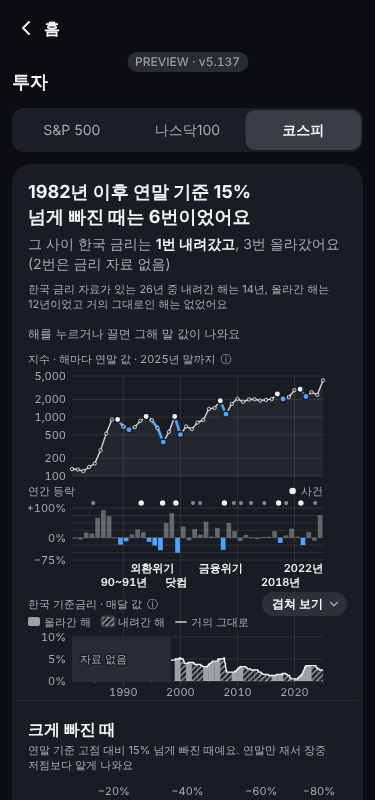 홈
PREVIEW · v5.137
투자
S&P 500 나스닥100 코스피
1982년 이후 연말 기준 15%
넘게 빠진 때는 6번이었어요
그 사이 한국 금리는 1번 내려갔고, 3번 올라갔어요
(2번은 금리 자료 없음)
한국 금리 자료가 있는 26년 중 내려간 해는 14년, 올라간 해는
12년이었고 거의 그대로인 해는 없었어요
해를 누르거나 끌면 그해 말 값이 나와요
지수 · 해마다 연말 값 · 2025년 말까지 ⓘ
5,000
2,000
1,000
500
200
100
연간 등락 사건
+100%
0%
−75%
외환위기 금융위기 2022년
90~91년 닷컴 2018년
한국 기준금리 · 매달 값 ⓘ 겹쳐 보기
올라간 해 내려간 해 거의 그대로
10%
5%
0%
자료 없음
1990 2000 2010 2020
크게 빠진 때
연말 기준 고점 대비 15% 넘게 빠진 때예요. 연말만 재서 장중
저점보다 얕게 나와요
−20% −40% −60% −80%